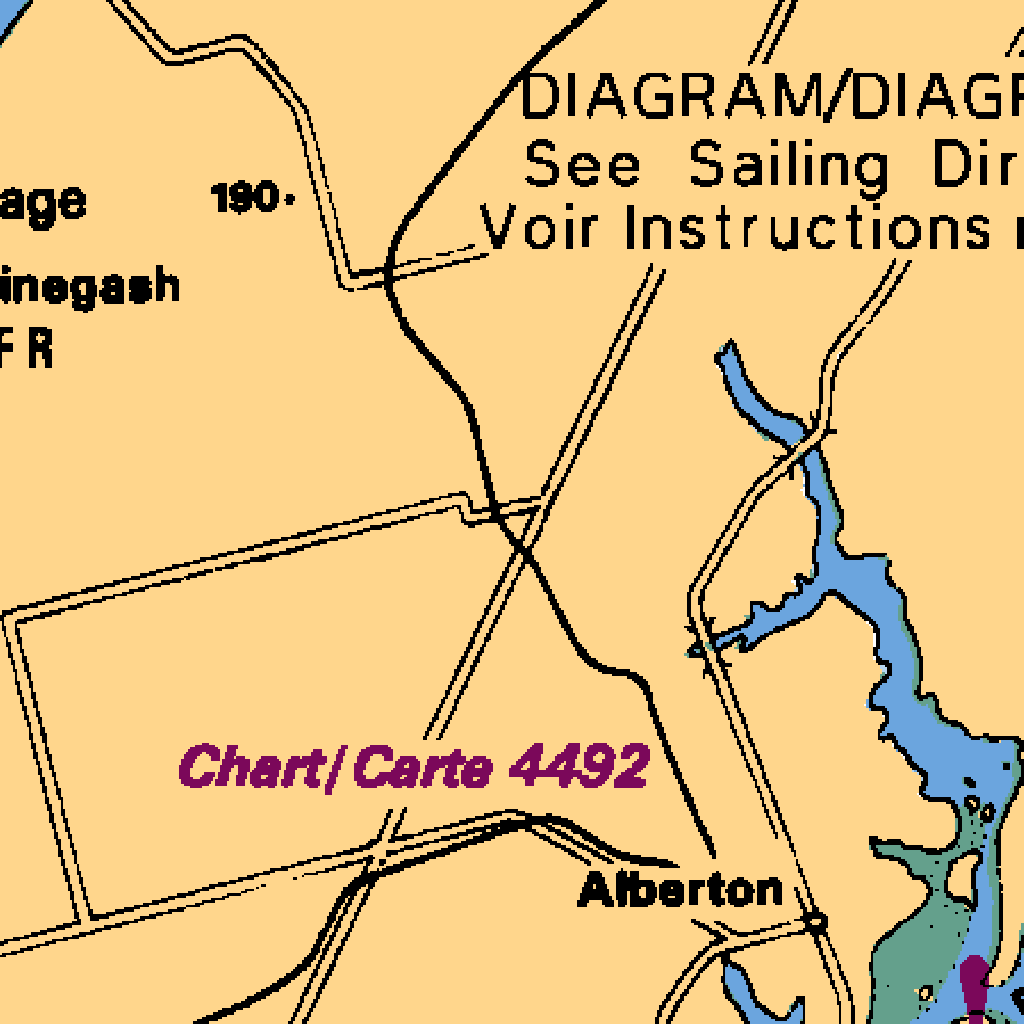 DIAGRAM/DIAGR
See Sailing Dir
Voir Instructions n
190
age
inegash
F R
Chart/Carte 4492
Alberton